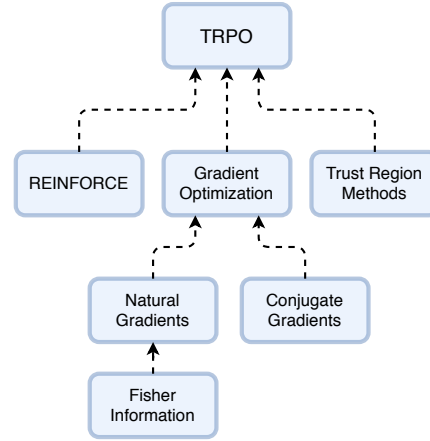 TRPO
REINFORCE
Gradient
Optimization
Trust Region
Methods
Natural
Gradients
Conjugate
Gradients
Fisher
Information